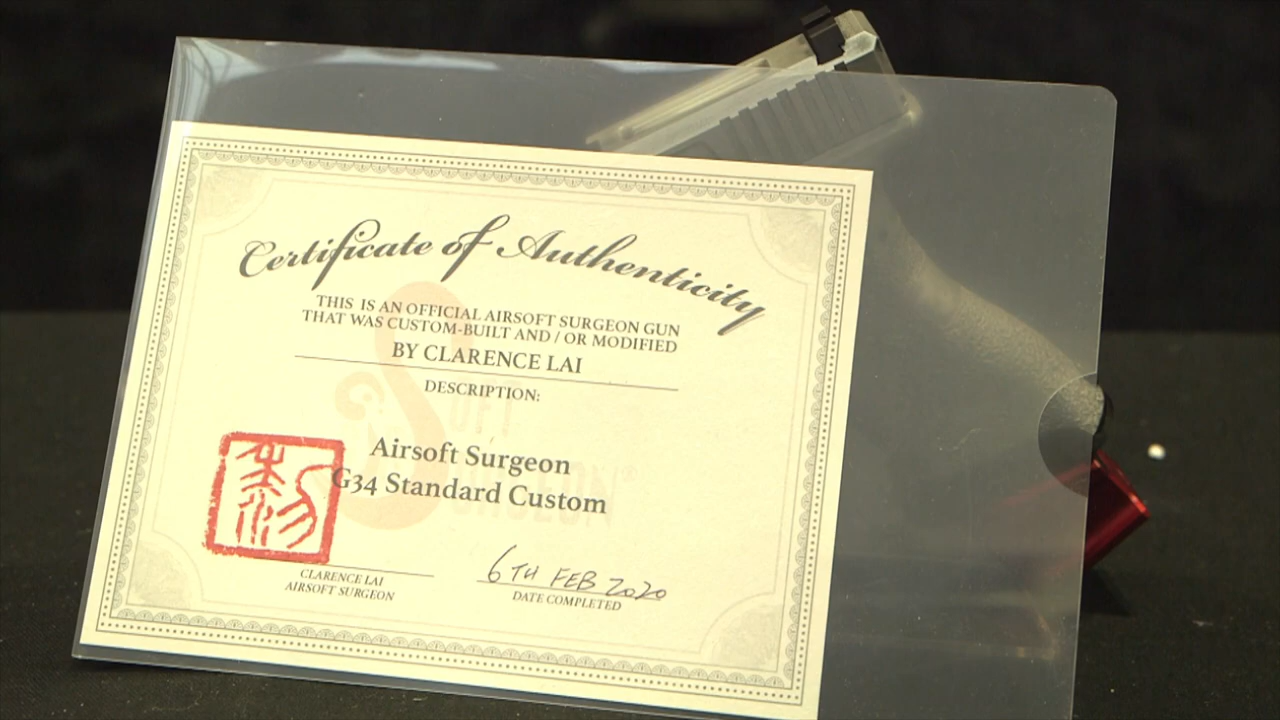 Certificate of Authenticity
THIS IS AN OFFICIAL AIRSOFT SURGEON GUN
THAT WAS CUSTOM-BUILT AND / OR MODIFIED
BY CLARENCE LAI
DESCRIPTION:
Airsoft Surgeon
G34 Standard Custom
CLARENCE LAI
AIRSOFT SURGEON
6TH FEB 2020
DATE COMPLETED